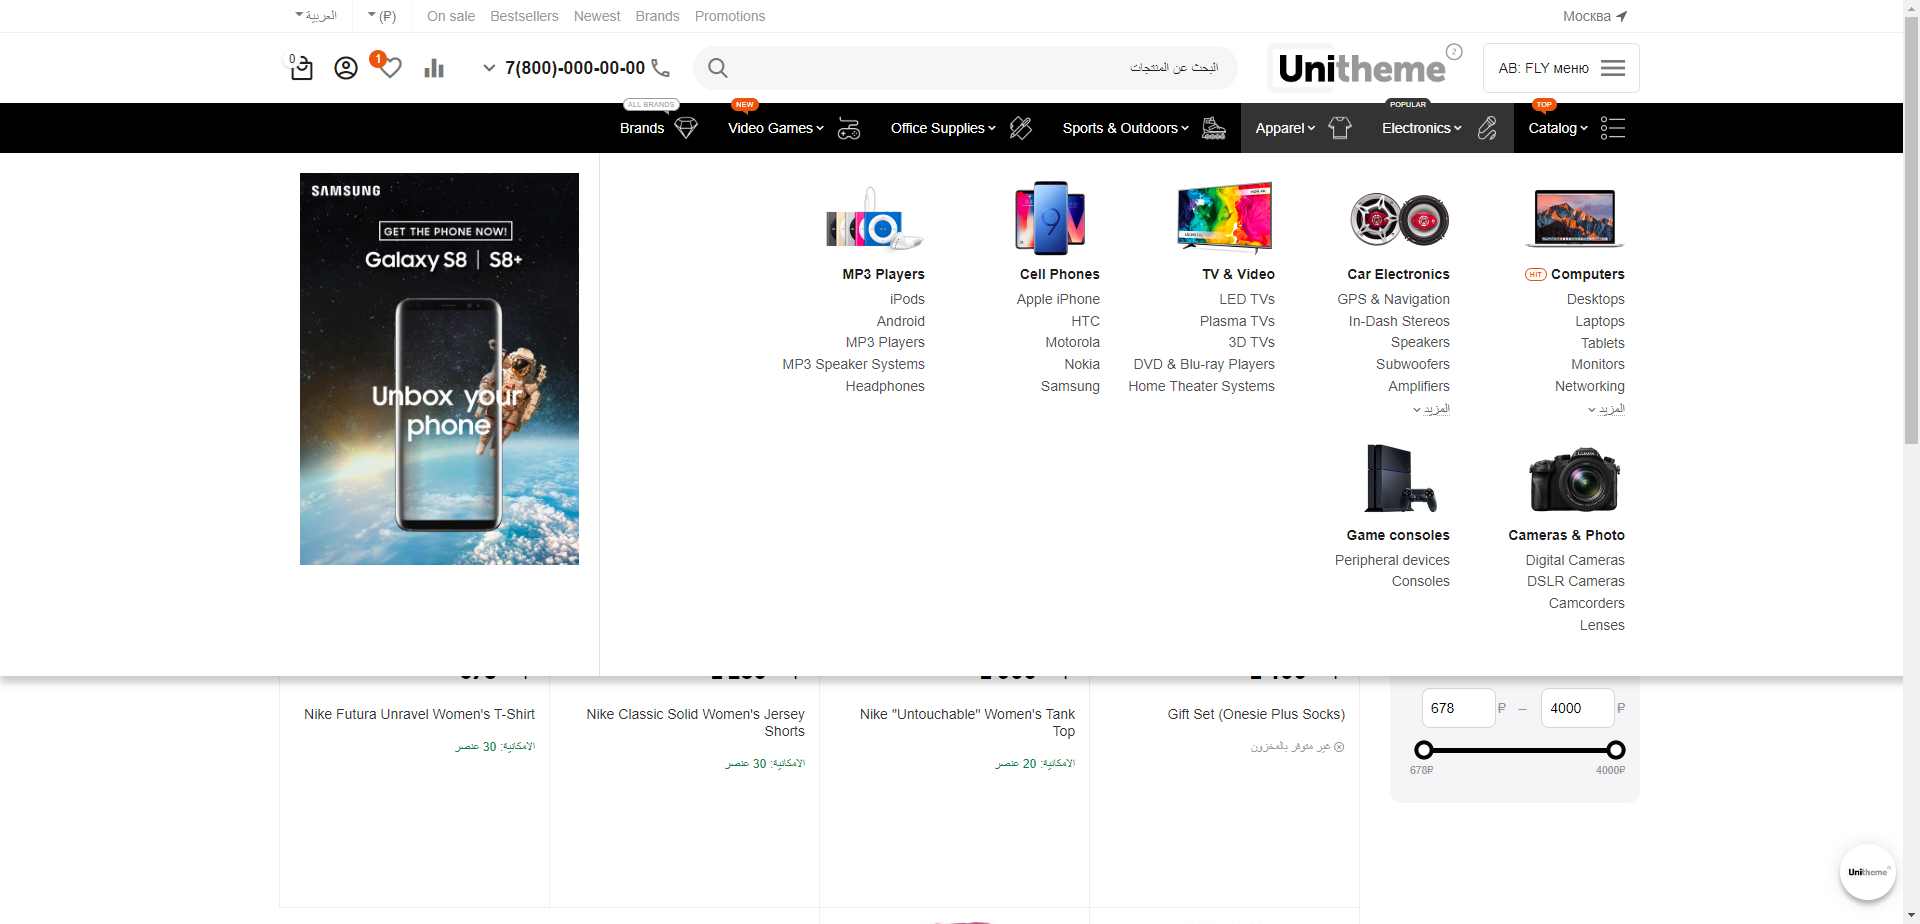 العربية
(₽)
On sale
Bestsellers
Newest
Brands
Promotions
Москва
0
1
7(800)-000-00-00
البحث عن المنتجات
Unitheme
2
AB: FLY меню
ALL BRANDS
NEW
POPULAR
TOP
Brands
Video Games
Office Supplies
Sports & Outdoors
Apparel
Electronics
Catalog
SAMSUNG
GET THE PHONE NOW!
Galaxy S8 | S8+
Unbox your
phone
MP3 Players
iPods
Android
MP3 Players
MP3 Speaker Systems
Headphones
9
Cell Phones
Apple iPhone
HTC
Motorola
Nokia
Samsung
TV & Video
LED TVs
Plasma TVs
3D TVs
DVD & Blu-ray Players
Home Theater Systems
Car Electronics
GPS & Navigation
In-Dash Stereos
Speakers
Subwoofers
Amplifiers
المزيد
HIT
Computers
Desktops
Laptops
Tablets
Monitors
Networking
المزيد
Game consoles
Peripheral devices
Consoles
LUMIX
Cameras & Photo
Digital Cameras
DSLR Cameras
Camcorders
Lenses
Nike Futura Unravel Women's T-Shirt
الامكانية: 30 عنصر
Nike Classic Solid Women's Jersey
Shorts
الامكانية: 30 عنصر
Nike "Untouchable" Women's Tank
Top
الامكانية: 20 عنصر
Gift Set (Onesie Plus Socks)
غير متوفر بالمخزون
678 ₽ – 4000 ₽
678₽
4000₽
Unitheme